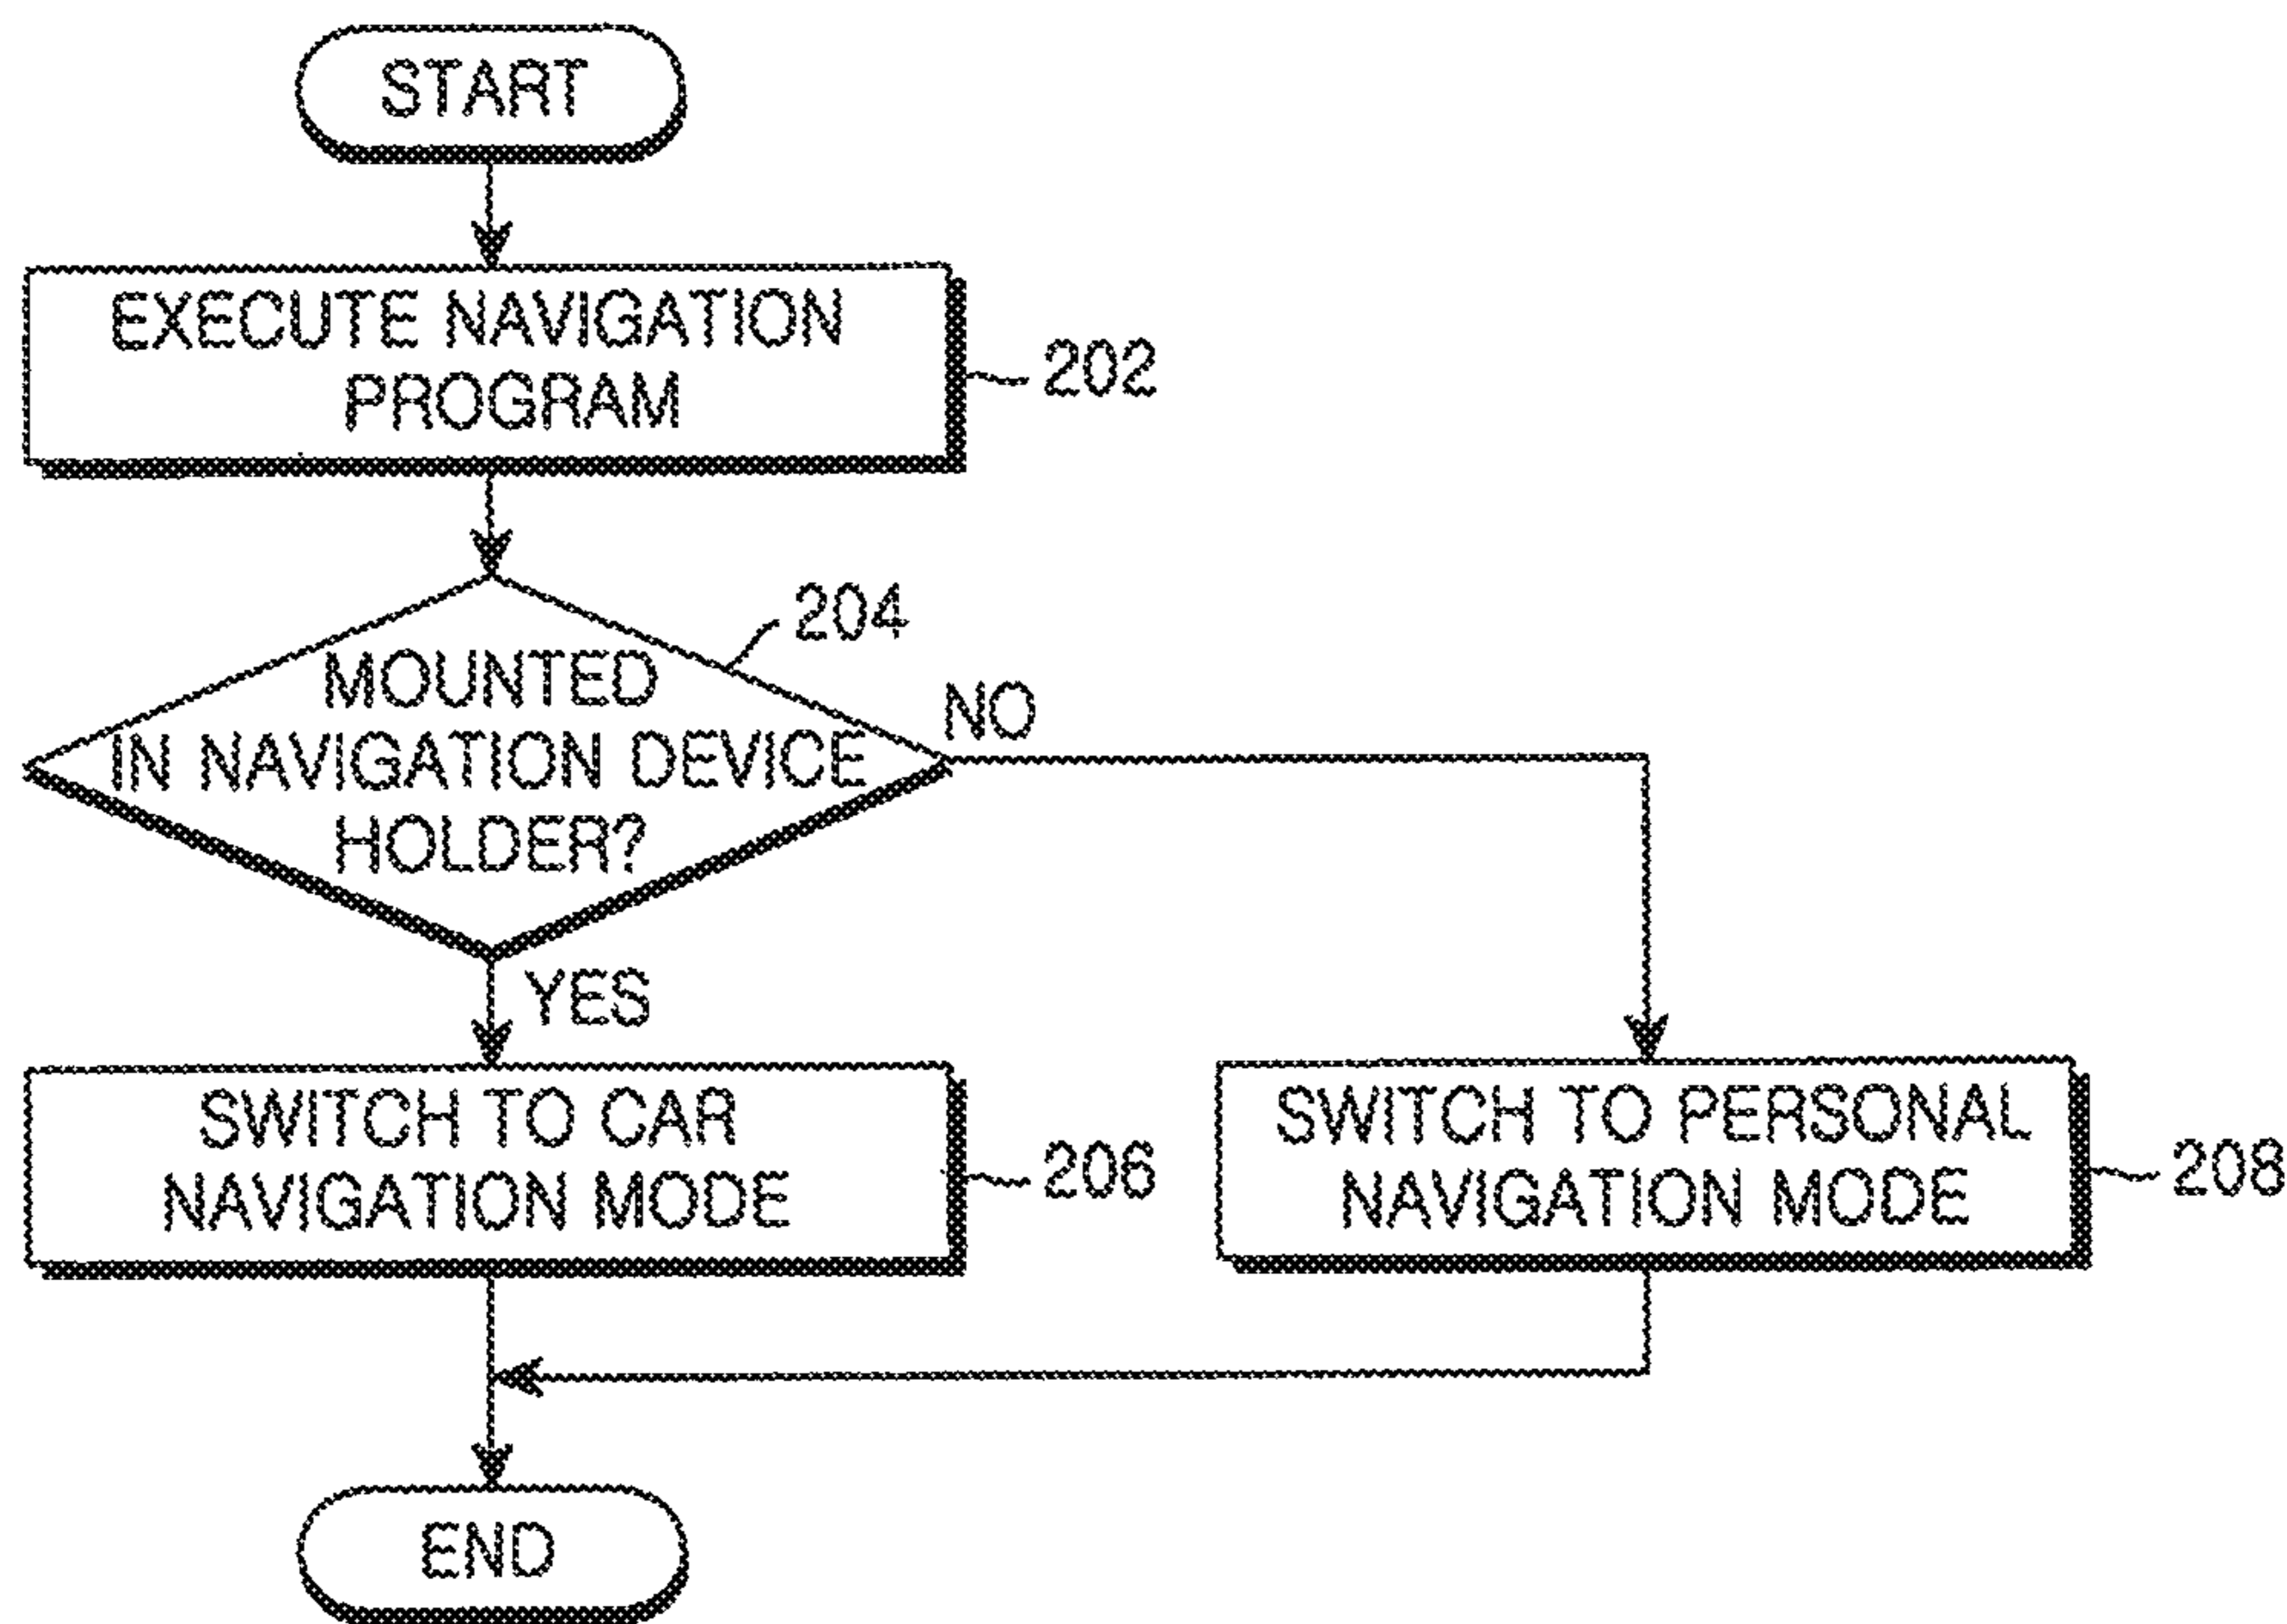 START
EXECUTE NAVIGATION
PROGRAM
202
204
MOUNTED
IN NAVIGATION DEVICE
HOLDER?
NO
YES
SWITCH TO CAR
NAVIGATION MODE
206
SWITCH TO PERSONAL
NAVIGATION MODE
208
END